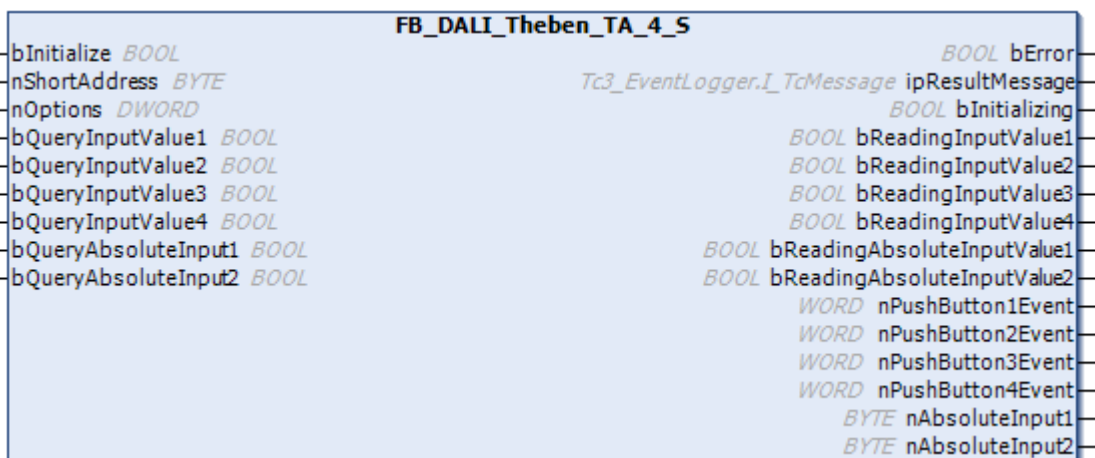 FB_DALI_Theben_TA_4_S
bInitialize BOOL BOOL bError
nShortAddress BYTE Tc3_EventLogger.I_TcMessage ipResultMessage
nOptions DWORD BOOL bInitializing
bQueryInputValue1 BOOL BOOL bReadingInputValue1
bQueryInputValue2 BOOL BOOL bReadingInputValue2
bQueryInputValue3 BOOL BOOL bReadingInputValue3
bQueryInputValue4 BOOL BOOL bReadingInputValue4
bQueryAbsoluteInput1 BOOL BOOL bReadingAbsoluteInputValue1
bQueryAbsoluteInput2 BOOL BOOL bReadingAbsoluteInputValue2
WORD nPushButton1Event
WORD nPushButton2Event
WORD nPushButton3Event
WORD nPushButton4Event
BYTE nAbsoluteInput1
BYTE nAbsoluteInput2